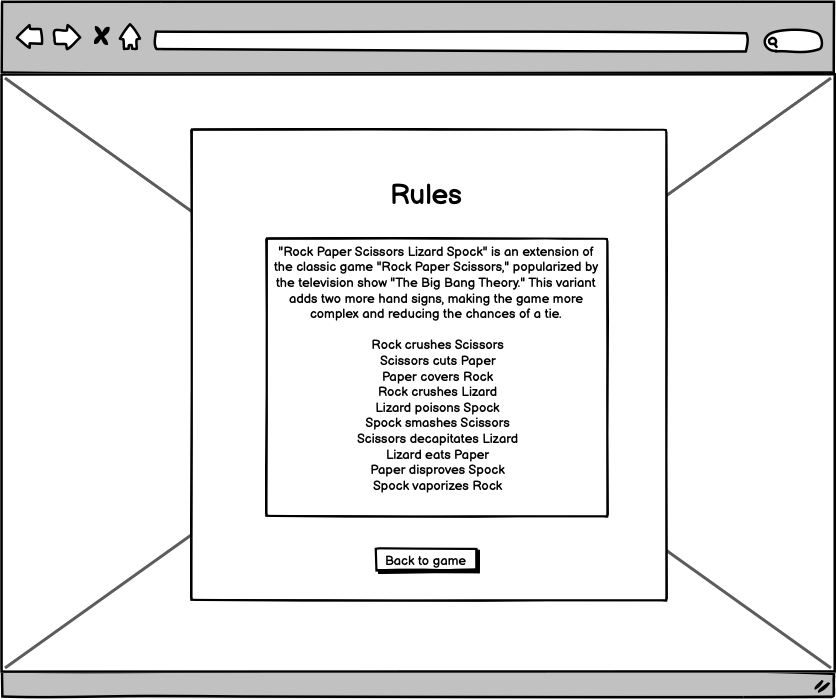 Rules
"Rock Paper Scissors Lizard Spock" is an extension of
the classic game "Rock Paper Scissors," popularized by
the television show "The Big Bang Theory." This variant
adds two more hand signs, making the game more
complex and reducing the chances of a tie.
Rock crushes Scissors
Scissors cuts Paper
Paper covers Rock
Rock crushes Lizard
Lizard poisons Spock
Spock smashes Scissors
Scissors decapitates Lizard
Lizard eats Paper
Paper disproves Spock
Spock vaporizes Rock
Back to game